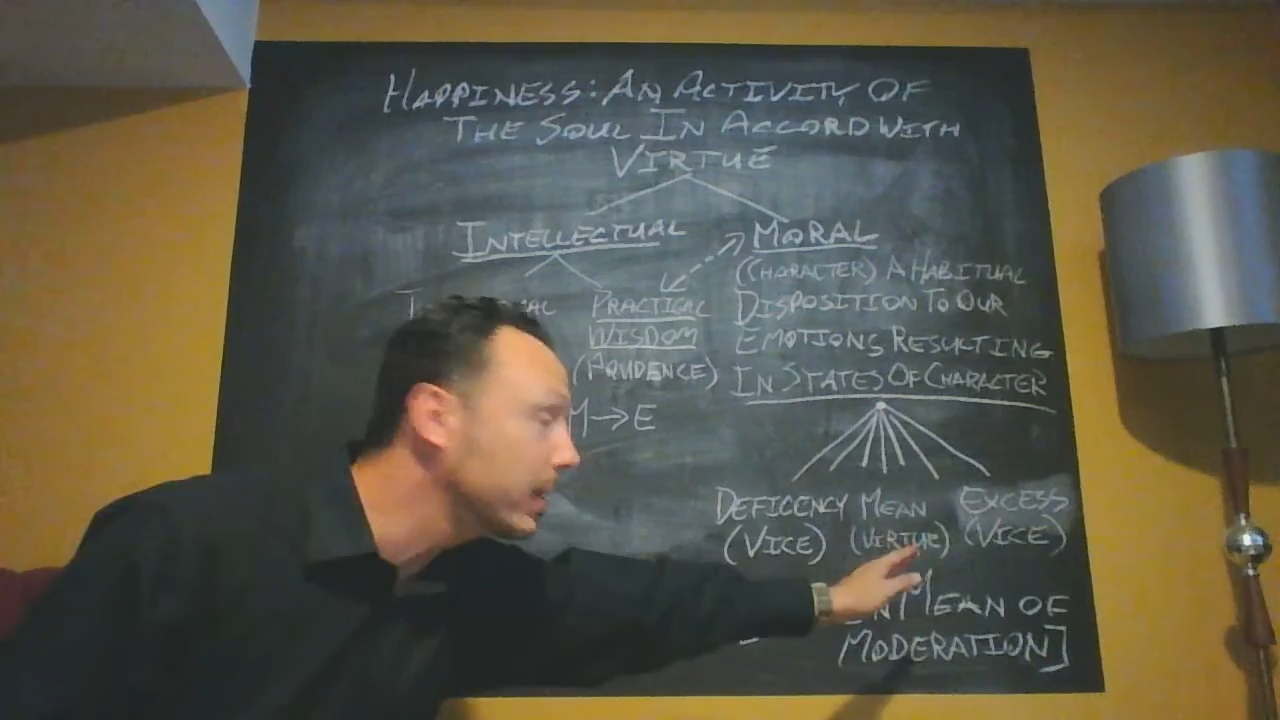 HAPPINESS: AN ACTIVITY OF
THE SOUL IN ACCORD WITH
VIRTUE
INTELLECTUAL
MORAL
PRACTICAL
WISDOM
(PRUDENCE)
M→E
(CHARACTER) A HABITUAL
DISPOSITION TO OUR
EMOTIONS RESULTING
IN STATES OF CHARACTER
DEFICENCY MEAN EXCESS
(VICE) (VIRTUE) (VICE)
MEAN OF
MODERATION]